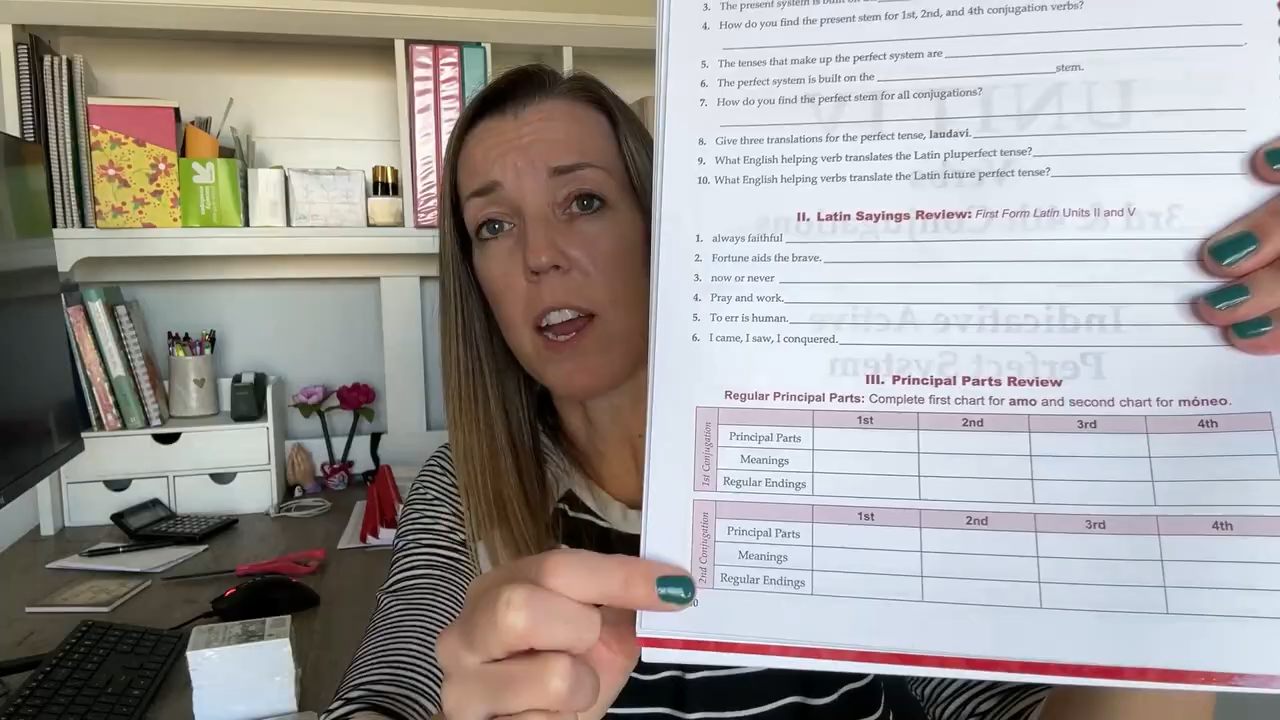 3. The present system is built on
4. How do you find the present stem for 1st, 2nd, and 4th conjugation verbs?
5. The tenses that make up the perfect system are ____.
6. The perfect system is built on the ____ stem.
7. How do you find the perfect stem for all conjugations?
8. Give three translations for the perfect tense, laudavi.
9. What English helping verb translates the Latin pluperfect tense?
10. What English helping verbs translate the Latin future perfect tense?
II. Latin Sayings Review: First Form Latin Units II and V
1. always faithful
2. Fortune aids the brave.
3. now or never
4. Pray and work.
5. To err is human.
6. I came, I saw, I conquered.
III. Principal Parts Review
Regular Principal Parts: Complete first chart for amo and second chart for móneo.
1st Conjugation
1st 2nd 3rd 4th
Principal Parts
Meanings
Regular Endings
2nd Conjugation
1st 2nd 3rd 4th
Principal Parts
Meanings
Regular Endings